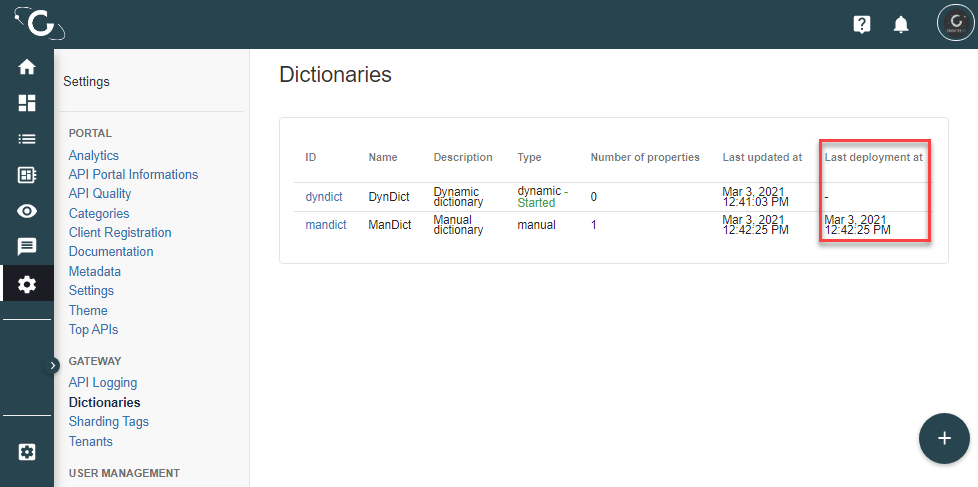 Settings
PORTAL
Analytics
API Portal Informations
API Quality
Categories
Client Registration
Documentation
Metadata
Settings
Theme
Top APIs
GATEWAY
API Logging
Dictionaries
Sharding Tags
Tenants
USER MANAGEMENT
Dictionaries
ID Name Description Type Number of properties Last updated at Last deployment at
dyndict DynDict Dynamic dictionary dynamic - Started 0 Mar 3, 2021 12:41:03 PM -
mandict ManDict Manual dictionary manual 1 Mar 3, 2021 12:42:25 PM Mar 3, 2021 12:42:25 PM